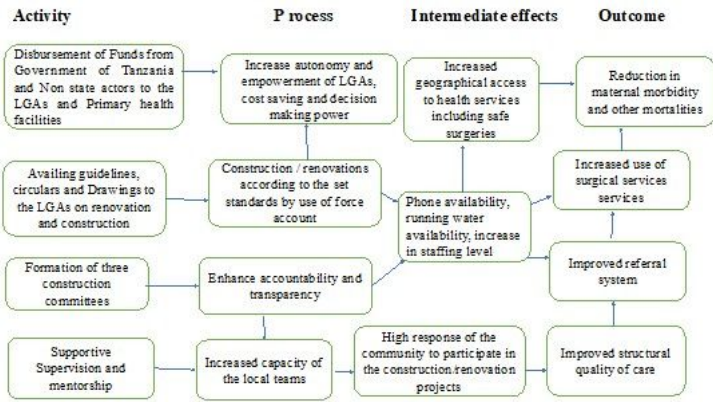 Activity
Process
Intermediate effects
Outcome
Disbursement of Funds from
Government of Tanzania
and Non state actors to the
LGAs and Primary health
facilities
Increase autonomy and
empowerment of LGAs,
cost saving and decision
making power
Increased
geographical access
to health services
including safe
surgeries
Reduction in
maternal morbidity
and other mortalities
Availing guidelines,
circulars and Drawings to
the LGAs on renovation
and construction
Construction / renovations
according to the set
standards by use of force
account
Phone availability,
running water
availability, increase
in staffing level
Increased use of
surgical services
services
Formation of three
construction
committees
Enhance accountability and
transparency
Improved referral
system
Supportive
Supervision and
mentorship
Increased capacity of
the local teams
High response of the
community to participate in
the construction/renovation
projects
Improved structural
quality of care